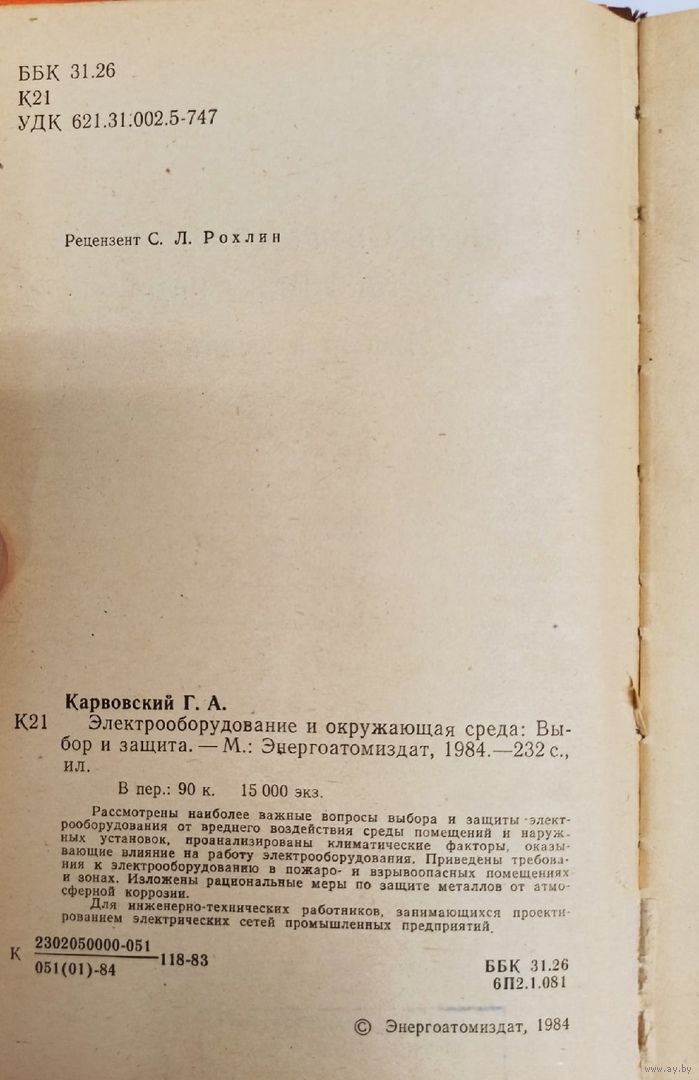 ББК 31.26
К21
УДК 621.31.002.5-747
Рецензент С. Л. Рохлин
Карвовский Г. А.
К21 Электрооборудование и окружающая среда: Вы-
бор и защита. — М.: Энергоатомиздат, 1984.—232 с.,
ил.
В пер.: 90 к. 15 000 экз.
Рассмотрены наиболее важные вопросы выбора и защиты элект-
рооборудования от вредного воздействия среды помещений и наруж-
ных установок, проанализированы климатические факторы, оказы-
вающие влияние на работу электрооборудования. Приведены требова-
ния к электрооборудованию в пожаро- и взрывоопасных помещениях
и зонах. Изложены рациональные меры по защите металлов от атмо-
сферной коррозии.
Для инженерно-технических работников, занимающихся проекти-
рованием электрических сетей промышленных предприятий.
2302050000-051
К 118-83
051(01)-84
ББК 31.26
6П2.1.081
© Энергоатомиздат, 1984
www.ay.by